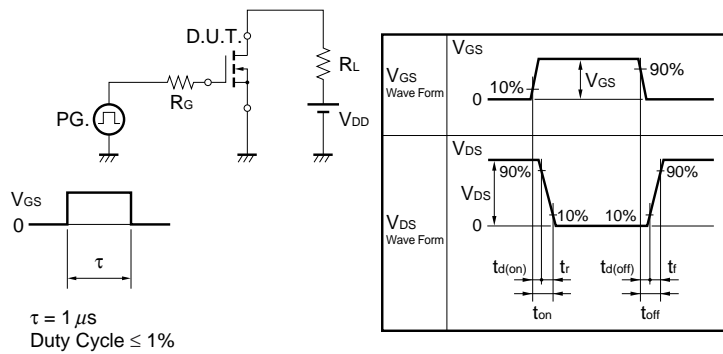 D.U.T.
RL
RG
PG.
VDD
VGS
0
τ
τ = 1 μs
Duty Cycle ≤ 1%
VGS
Wave Form
VGS
10%
0
VGS
90%
VDS
Wave Form
VDS
90%
VDS
0
10%
10%
90%
td(on)
tr
td(off)
tf
ton
toff